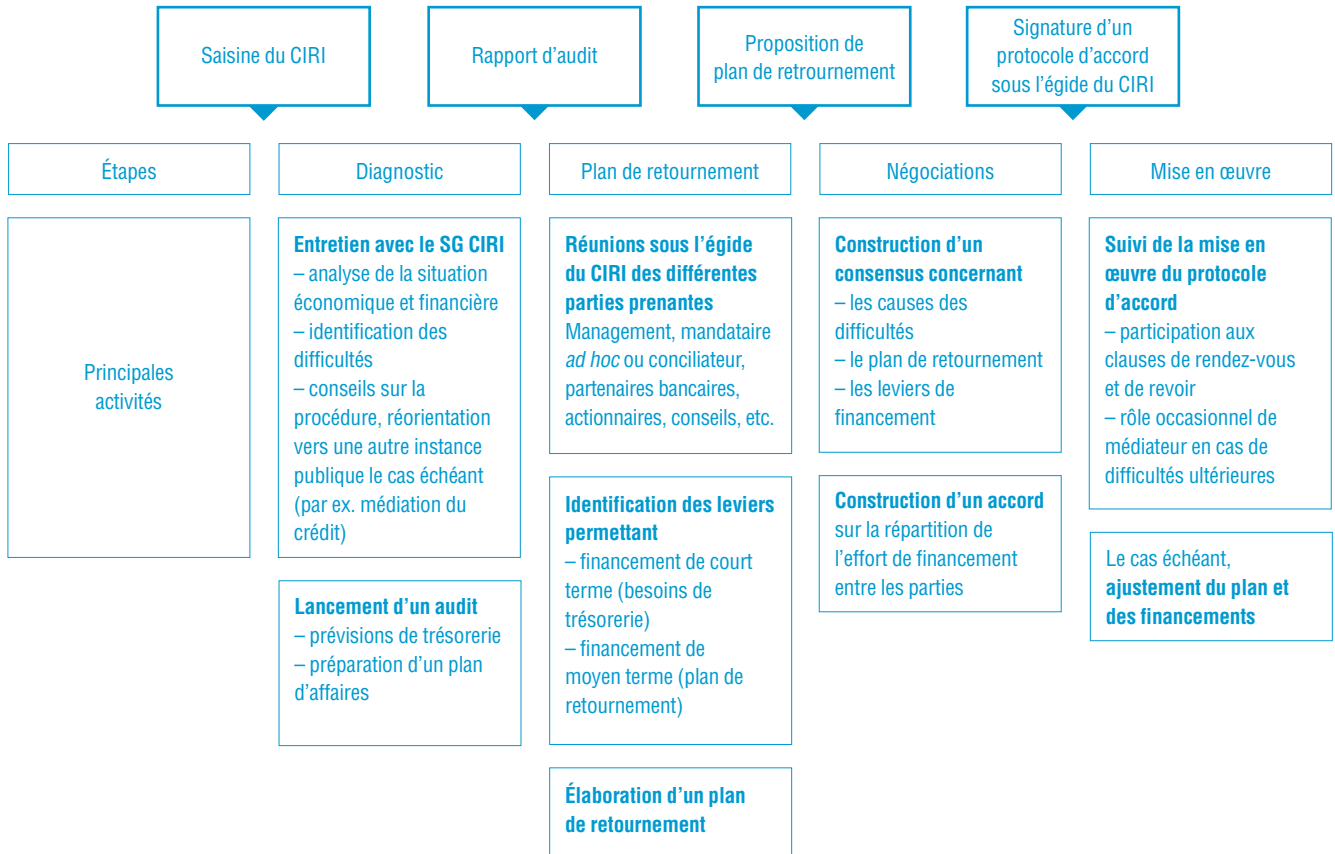 Saisine du CIRI
Rapport d'audit
Proposition de
plan de retrournement
Signature d'un
protocole d'accord
sous l'égide du CIRI
Étapes
Diagnostic
Plan de retournement
Négociations
Mise en œuvre
Principales
activités
Entretien avec le SG CIRI
– analyse de la situation
économique et financière
– identification des
difficultés
– conseils sur la
procédure, réorientation
vers une autre instance
publique le cas échéant
(par ex. médiation du
crédit)
Lancement d'un audit
– prévisions de trésorerie
– préparation d'un plan
d'affaires
Réunions sous l'égide
du CIRI des différentes
parties prenantes
Management, mandataire
ad hoc ou conciliateur,
partenaires bancaires,
actionnaires, conseils, etc.
Identification des leviers
permettant
– financement de court
terme (besoins de
trésorerie)
– financement de
moyen terme (plan de
retournement)
Élaboration d'un plan
de retournement
Construction d'un
consensus concernant
– les causes des
difficultés
– le plan de retournement
– les leviers de
financement
Construction d'un accord
sur la répartition de
l'effort de financement
entre les parties
Suivi de la mise en
œuvre du protocole
d'accord
– participation aux
clauses de rendez-vous
et de revoir
– rôle occasionnel de
médiateur en cas de
difficultés ultérieures
Le cas échéant,
ajustement du plan et
des financements